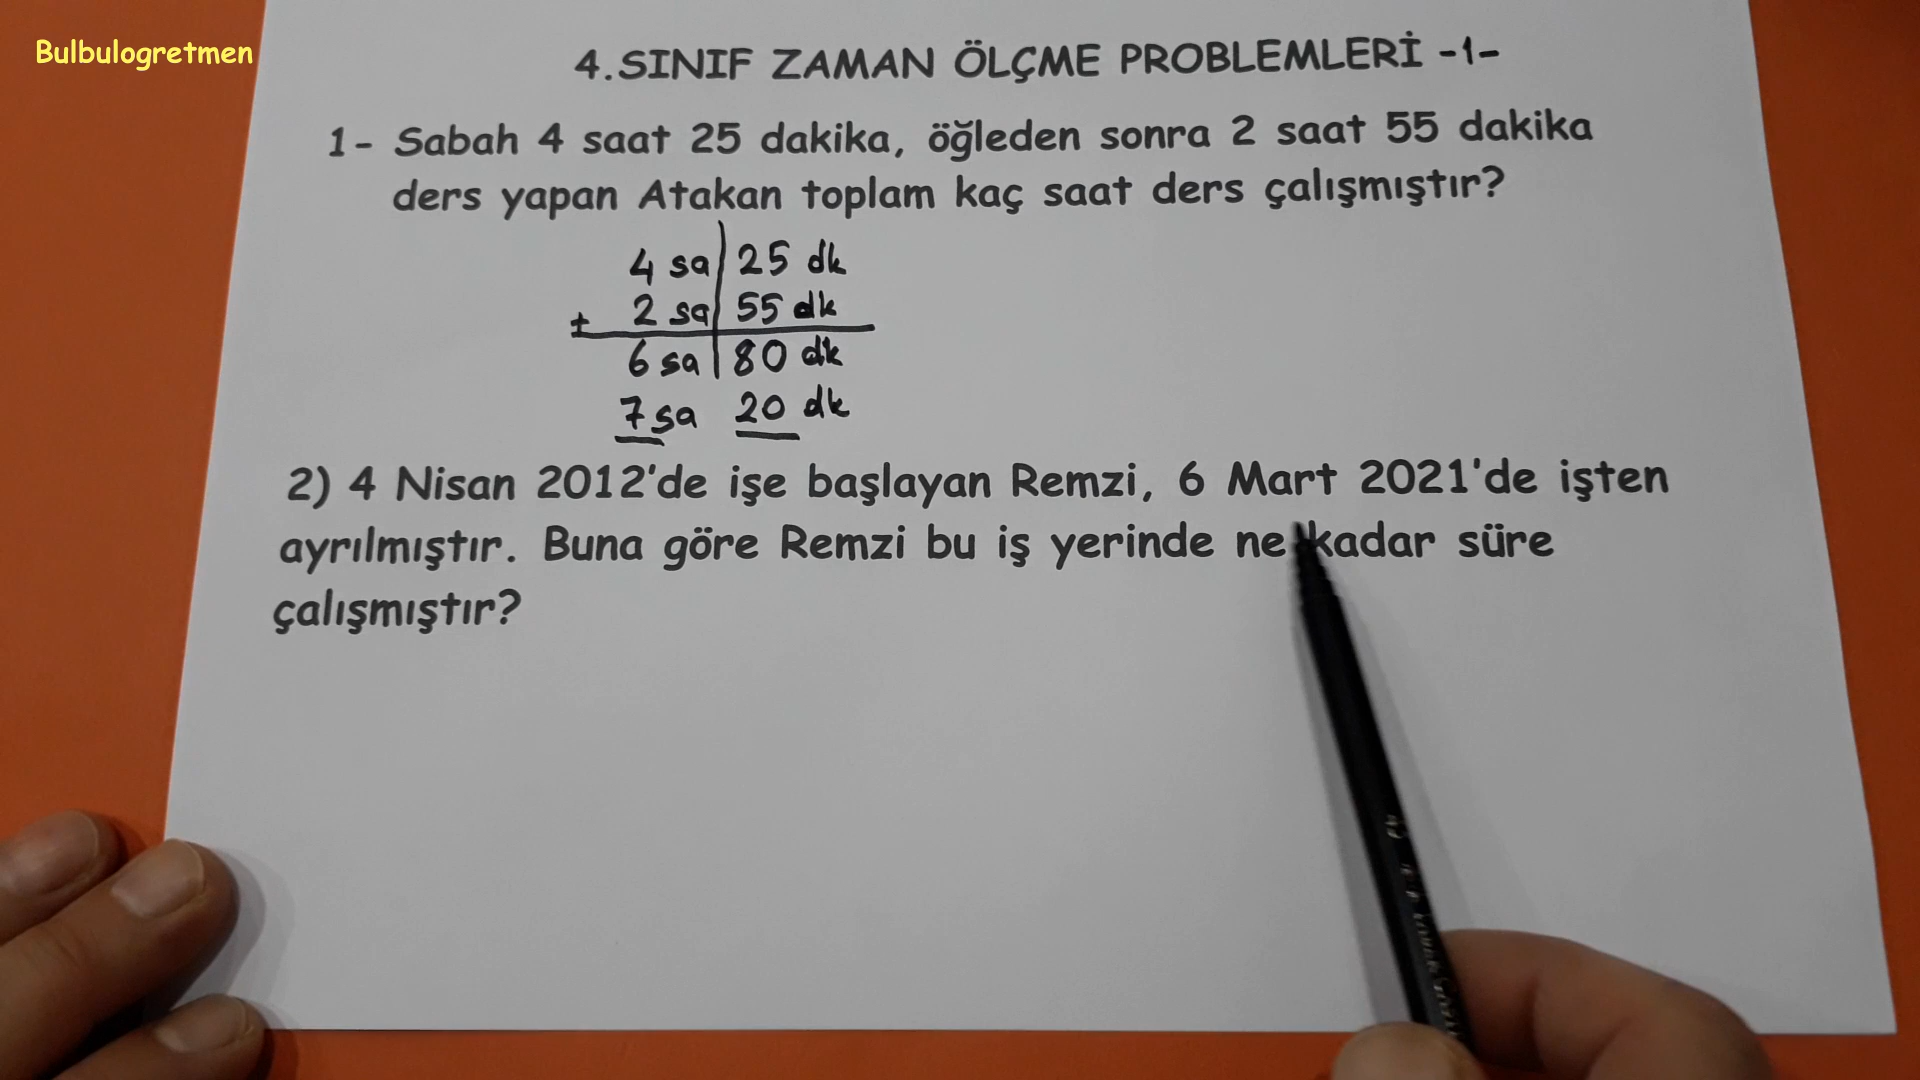 Bulbulogretmen
4.SINIF ZAMAN ÖLÇME PROBLEMLERİ -1-
1- Sabah 4 saat 25 dakika, öğleden sonra 2 saat 55 dakika
ders yapan Atakan toplam kaç saat ders çalışmıştır?
4 sa 25 dk
+ 2 sa 55 dk
6 sa 80 dk
7 sa 20 dk
2) 4 Nisan 2012'de işe başlayan Remzi, 6 Mart 2021'de işten
ayrılmıştır. Buna göre Remzi bu iş yerinde ne kadar süre
çalışmıştır?